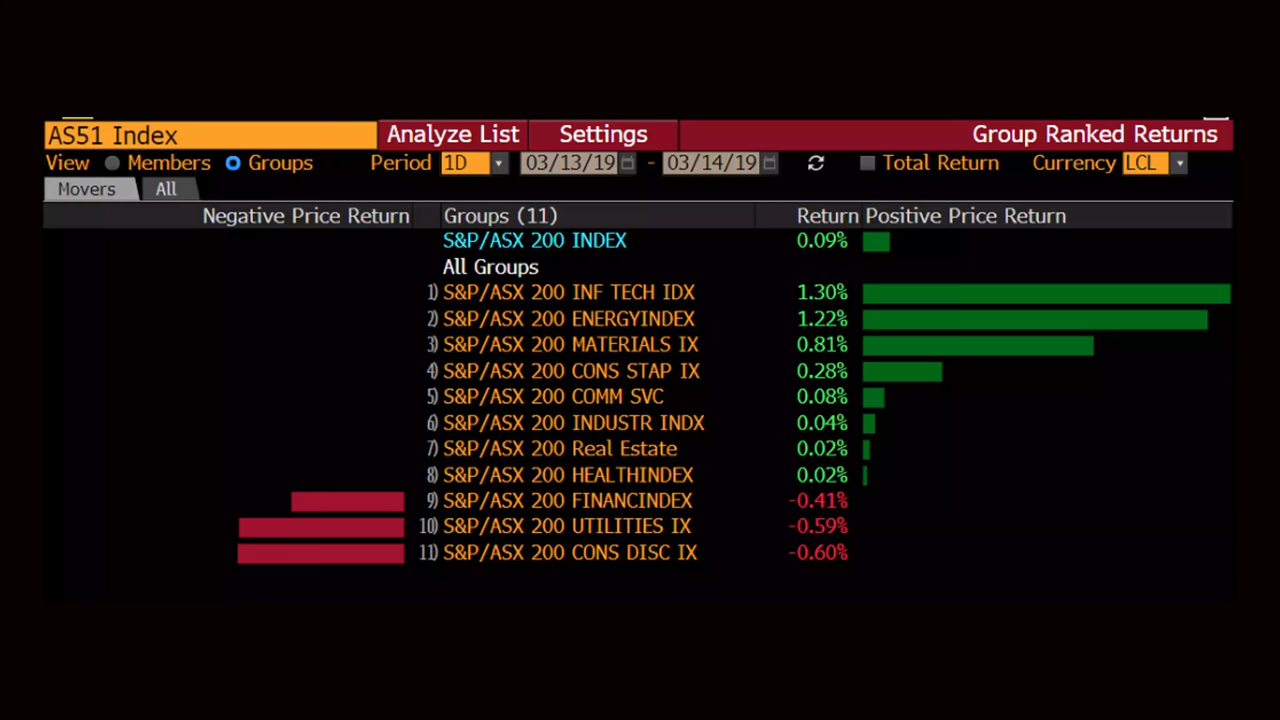 AS51 Index Analyze List Settings Group Ranked Returns
View Members Groups Period 1D 03/13/19 - 03/14/19 Total Return Currency LCL
Movers All
Negative Price Return Groups (11) Return Positive Price Return
S&P/ASX 200 INDEX 0.09%
All Groups
1) S&P/ASX 200 INF TECH IDX 1.30%
2) S&P/ASX 200 ENERGYINDEX 1.22%
3) S&P/ASX 200 MATERIALS IX 0.81%
4) S&P/ASX 200 CONS STAP IX 0.28%
5) S&P/ASX 200 COMM SVC 0.08%
6) S&P/ASX 200 INDUSTR INDX 0.04%
7) S&P/ASX 200 Real Estate 0.02%
8) S&P/ASX 200 HEALTHINDEX 0.02%
9) S&P/ASX 200 FINANCINDEX -0.41%
10) S&P/ASX 200 UTILITIES IX -0.59%
11) S&P/ASX 200 CONS DISC IX -0.60%